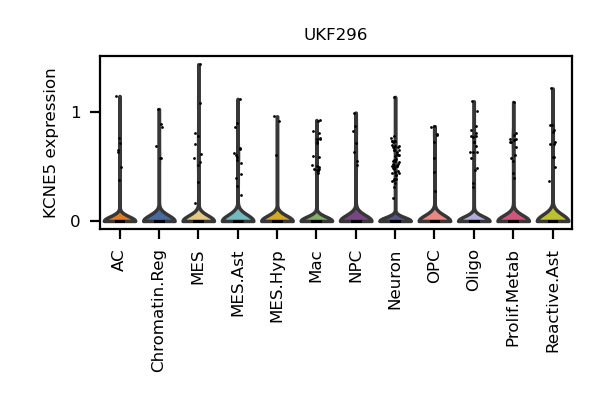 UKF296
KCNE5 expression
1
0
AC
Chromatin.Reg
MES
MES.Ast
MES.Hyp
Mac
NPC
Neuron
OPC
Oligo
Prolif.Metab
Reactive.Ast